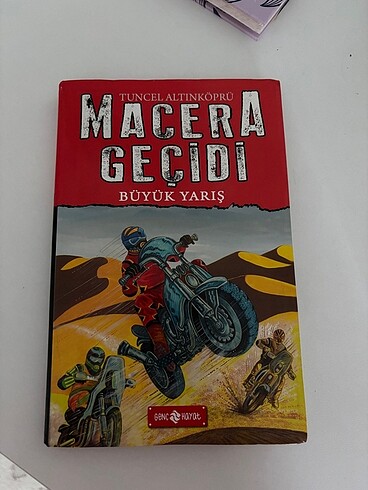 TUNCEL ALTINKÖPRÜ
MACERA
GEÇİDİ
BÜYÜK YARIŞ
GENÇ HAYAT